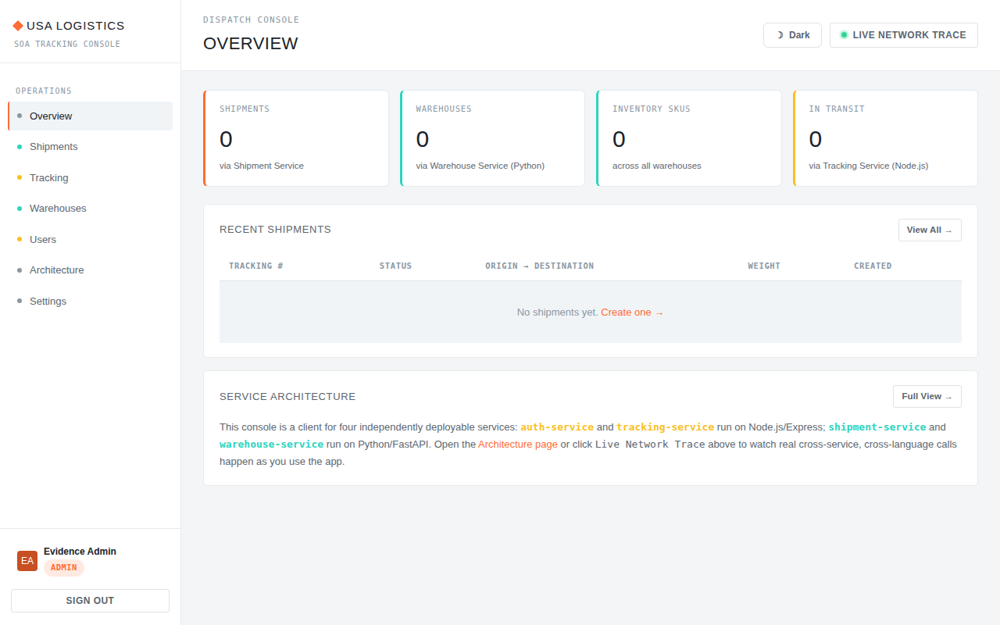 USA LOGISTICS
SOA TRACKING CONSOLE
OPERATIONS
Overview
Shipments
Tracking
Warehouses
Users
Architecture
Settings
Evidence Admin
EA
ADMIN
SIGN OUT
DISPATCH CONSOLE
OVERVIEW
☽ Dark
LIVE NETWORK TRACE
SHIPMENTS
0
via Shipment Service
WAREHOUSES
0
via Warehouse Service (Python)
INVENTORY SKUS
0
across all warehouses
IN TRANSIT
0
via Tracking Service (Node.js)
RECENT SHIPMENTS
View All →
TRACKING # STATUS ORIGIN → DESTINATION WEIGHT CREATED
No shipments yet. Create one →
SERVICE ARCHITECTURE
Full View →
This console is a client for four independently deployable services: auth-service and tracking-service run on Node.js/Express; shipment-service and
warehouse-service run on Python/FastAPI. Open the Architecture page or click Live Network Trace above to watch real cross-service, cross-language calls
happen as you use the app.